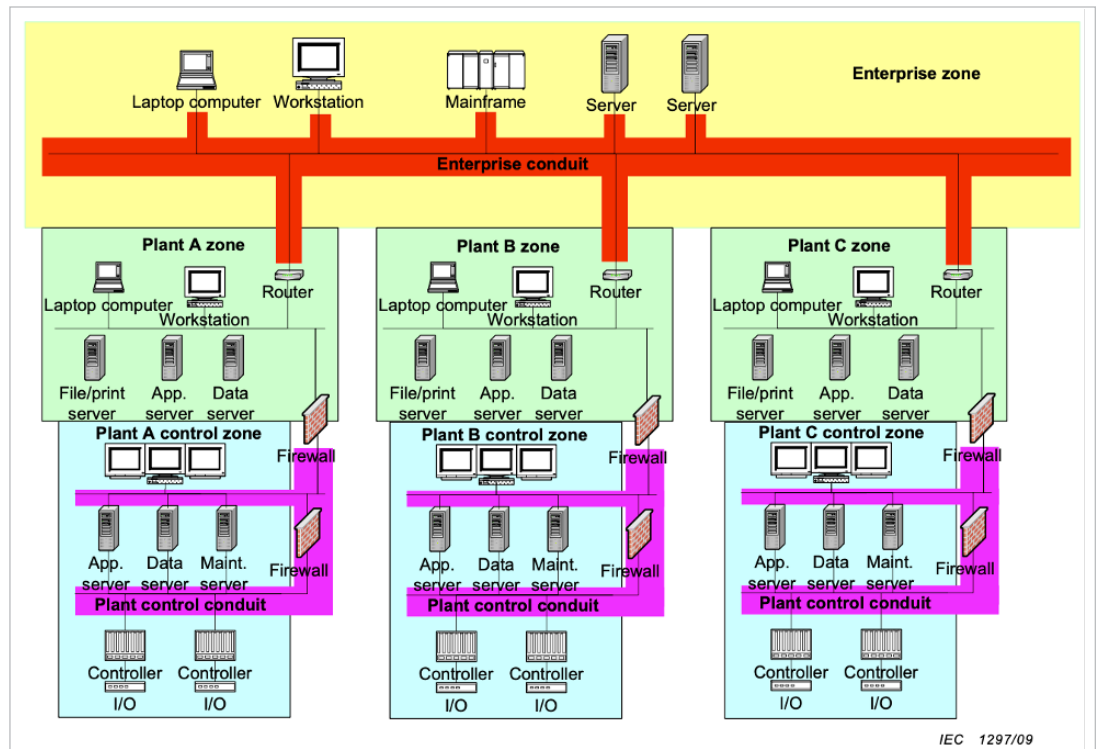 Enterprise zone
Laptop computer
Workstation
Mainframe
Server
Server
Enterprise conduit
Plant A zone
Laptop computer
Workstation
Router
File/print
server
App.
server
Data
server
Firewall
Plant A control zone
App.
server
Data
server
Maint.
server
Firewall
Plant control conduit
Controller
I/O
Controller
I/O
Plant B zone
Laptop computer
Workstation
Router
File/print
server
App.
server
Data
server
Firewall
Plant B control zone
App.
server
Data
server
Maint.
server
Firewall
Plant control conduit
Controller
I/O
Controller
I/O
Plant C zone
Laptop computer
Workstation
Router
File/print
server
App.
server
Data
server
Firewall
Plant C control zone
App.
server
Data
server
Maint.
server
Firewall
Plant control conduit
Controller
I/O
Controller
I/O
IEC 1297/09